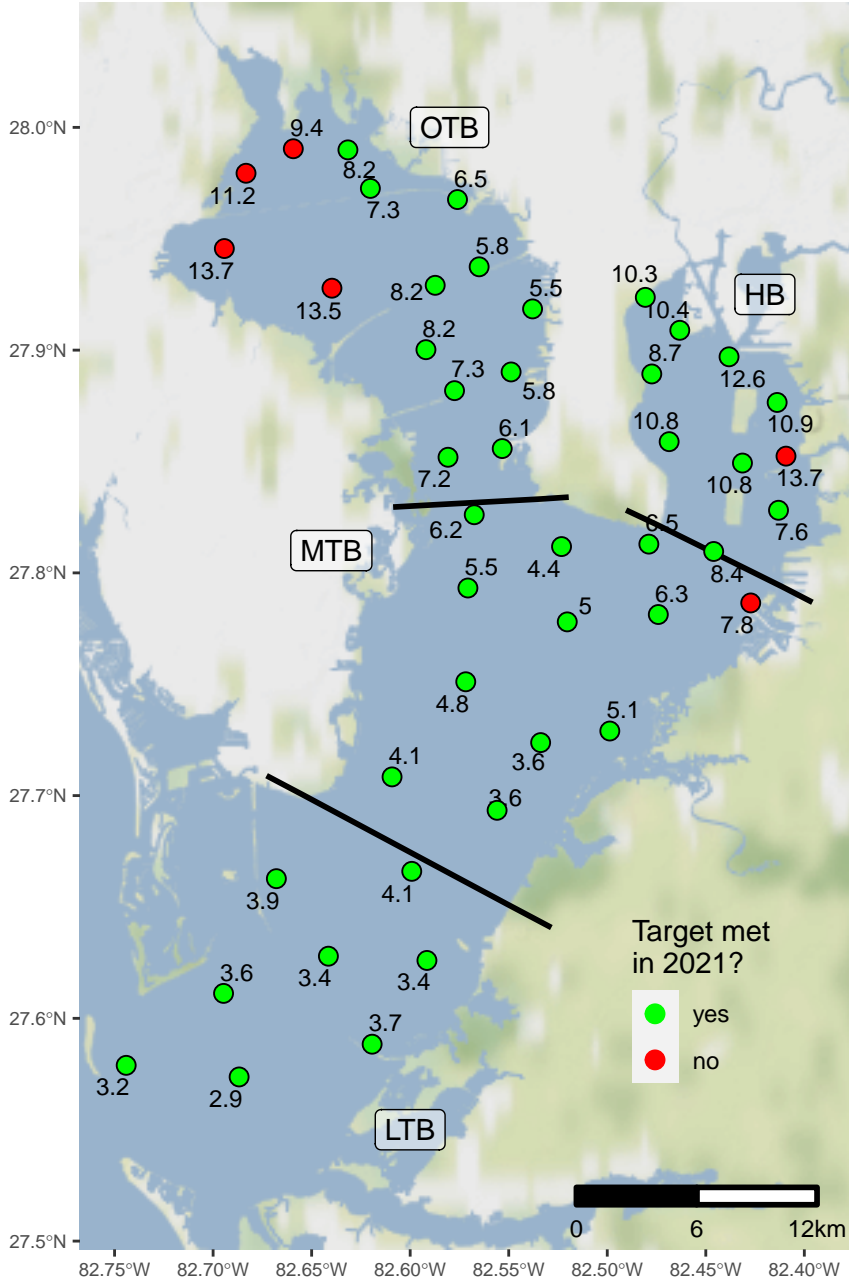 28.0°N
27.9°N
27.8°N
27.7°N
27.6°N
27.5°N
OTB
9.4
8.2
11.2
7.3
6.5
13.7
13.5
8.2
5.8
5.5
8.2
7.3
5.8
6.1
7.2
HB
10.3
10.4
8.7
12.6
10.9
10.8
10.8
13.7
7.6
MTB
6.2
4.4
6.5
8.4
5.5
5
6.3
7.8
4.8
5.1
3.6
4.1
3.6
3.9
4.1
3.4
3.4
3.6
3.7
3.2
2.9
LTB
Target met
in 2021?
yes
no
0 6 12km
82.75°W 82.70°W 82.65°W 82.60°W 82.55°W 82.50°W 82.45°W 82.40°W